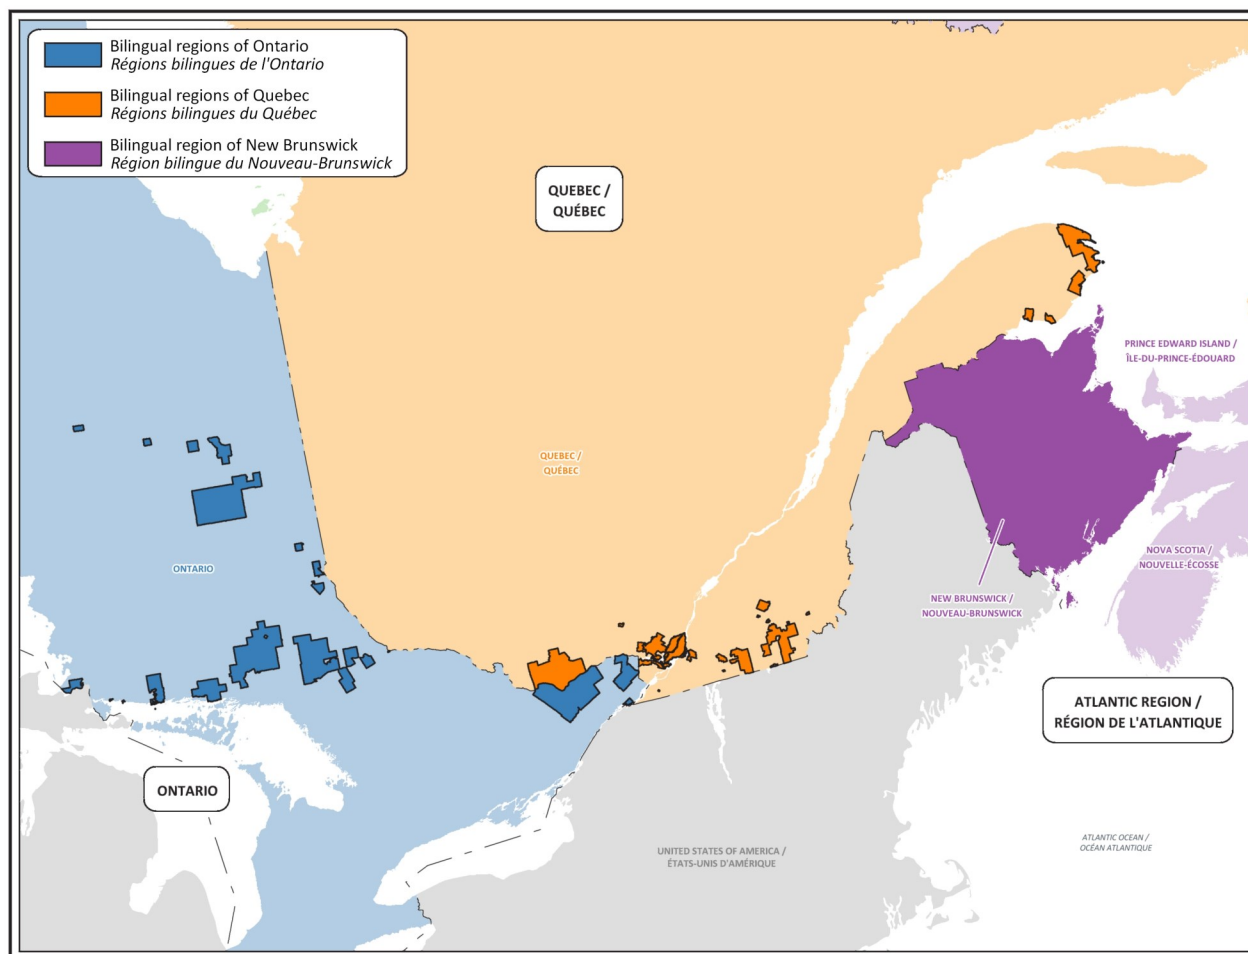 Bilingual regions of Ontario
Régions bilingues de l'Ontario
Bilingual regions of Quebec
Régions bilingues du Québec
Bilingual region of New Brunswick
Région bilingue du Nouveau-Brunswick
QUEBEC /
QUÉBEC
PRINCE EDWARD ISLAND /
ÎLE-DU-PRINCE-ÉDOUARD
QUEBEC /
QUÉBEC
ONTARIO
NOVA SCOTIA /
NOUVELLE-ÉCOSSE
NEW BRUNSWICK /
NOUVEAU-BRUNSWICK
ATLANTIC REGION /
RÉGION DE L'ATLANTIQUE
ONTARIO
UNITED STATES OF AMERICA /
ÉTATS-UNIS D'AMÉRIQUE
ATLANTIC OCEAN /
OCÉAN ATLANTIQUE